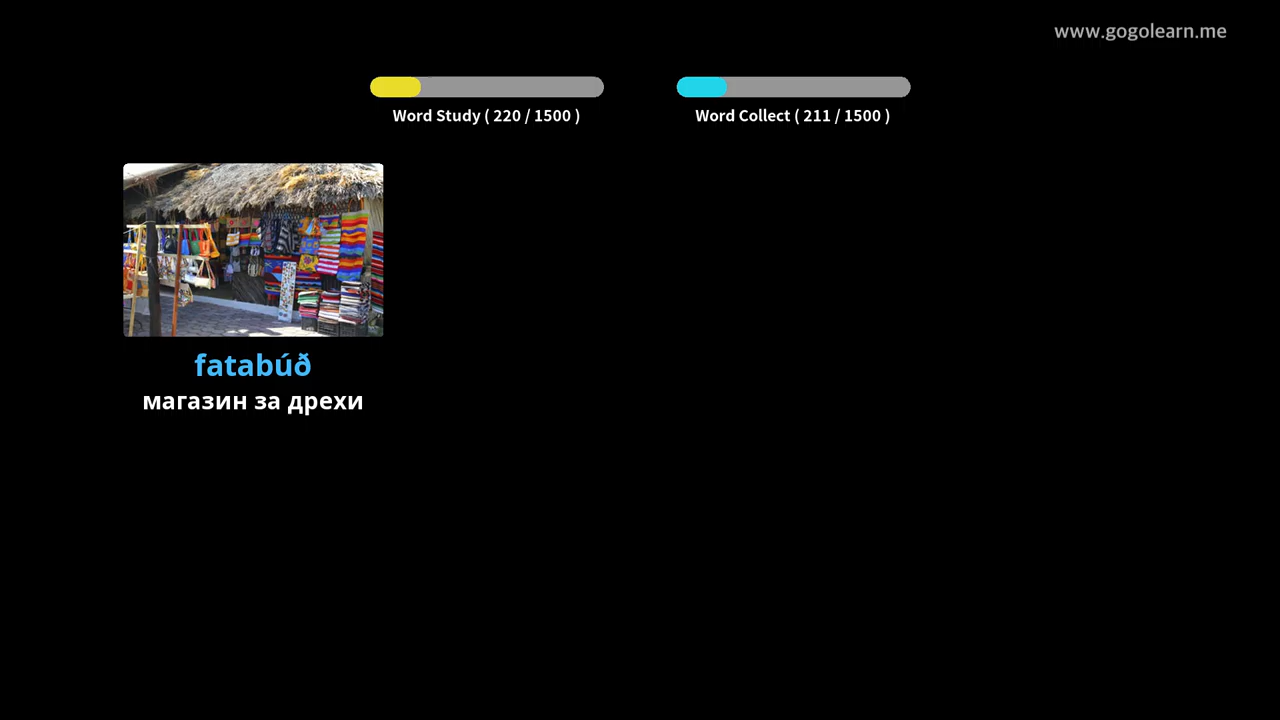 www.gogolearn.me
Word Study ( 220 / 1500 )
Word Collect ( 211 / 1500 )
fatabúð
магазин за дрехи